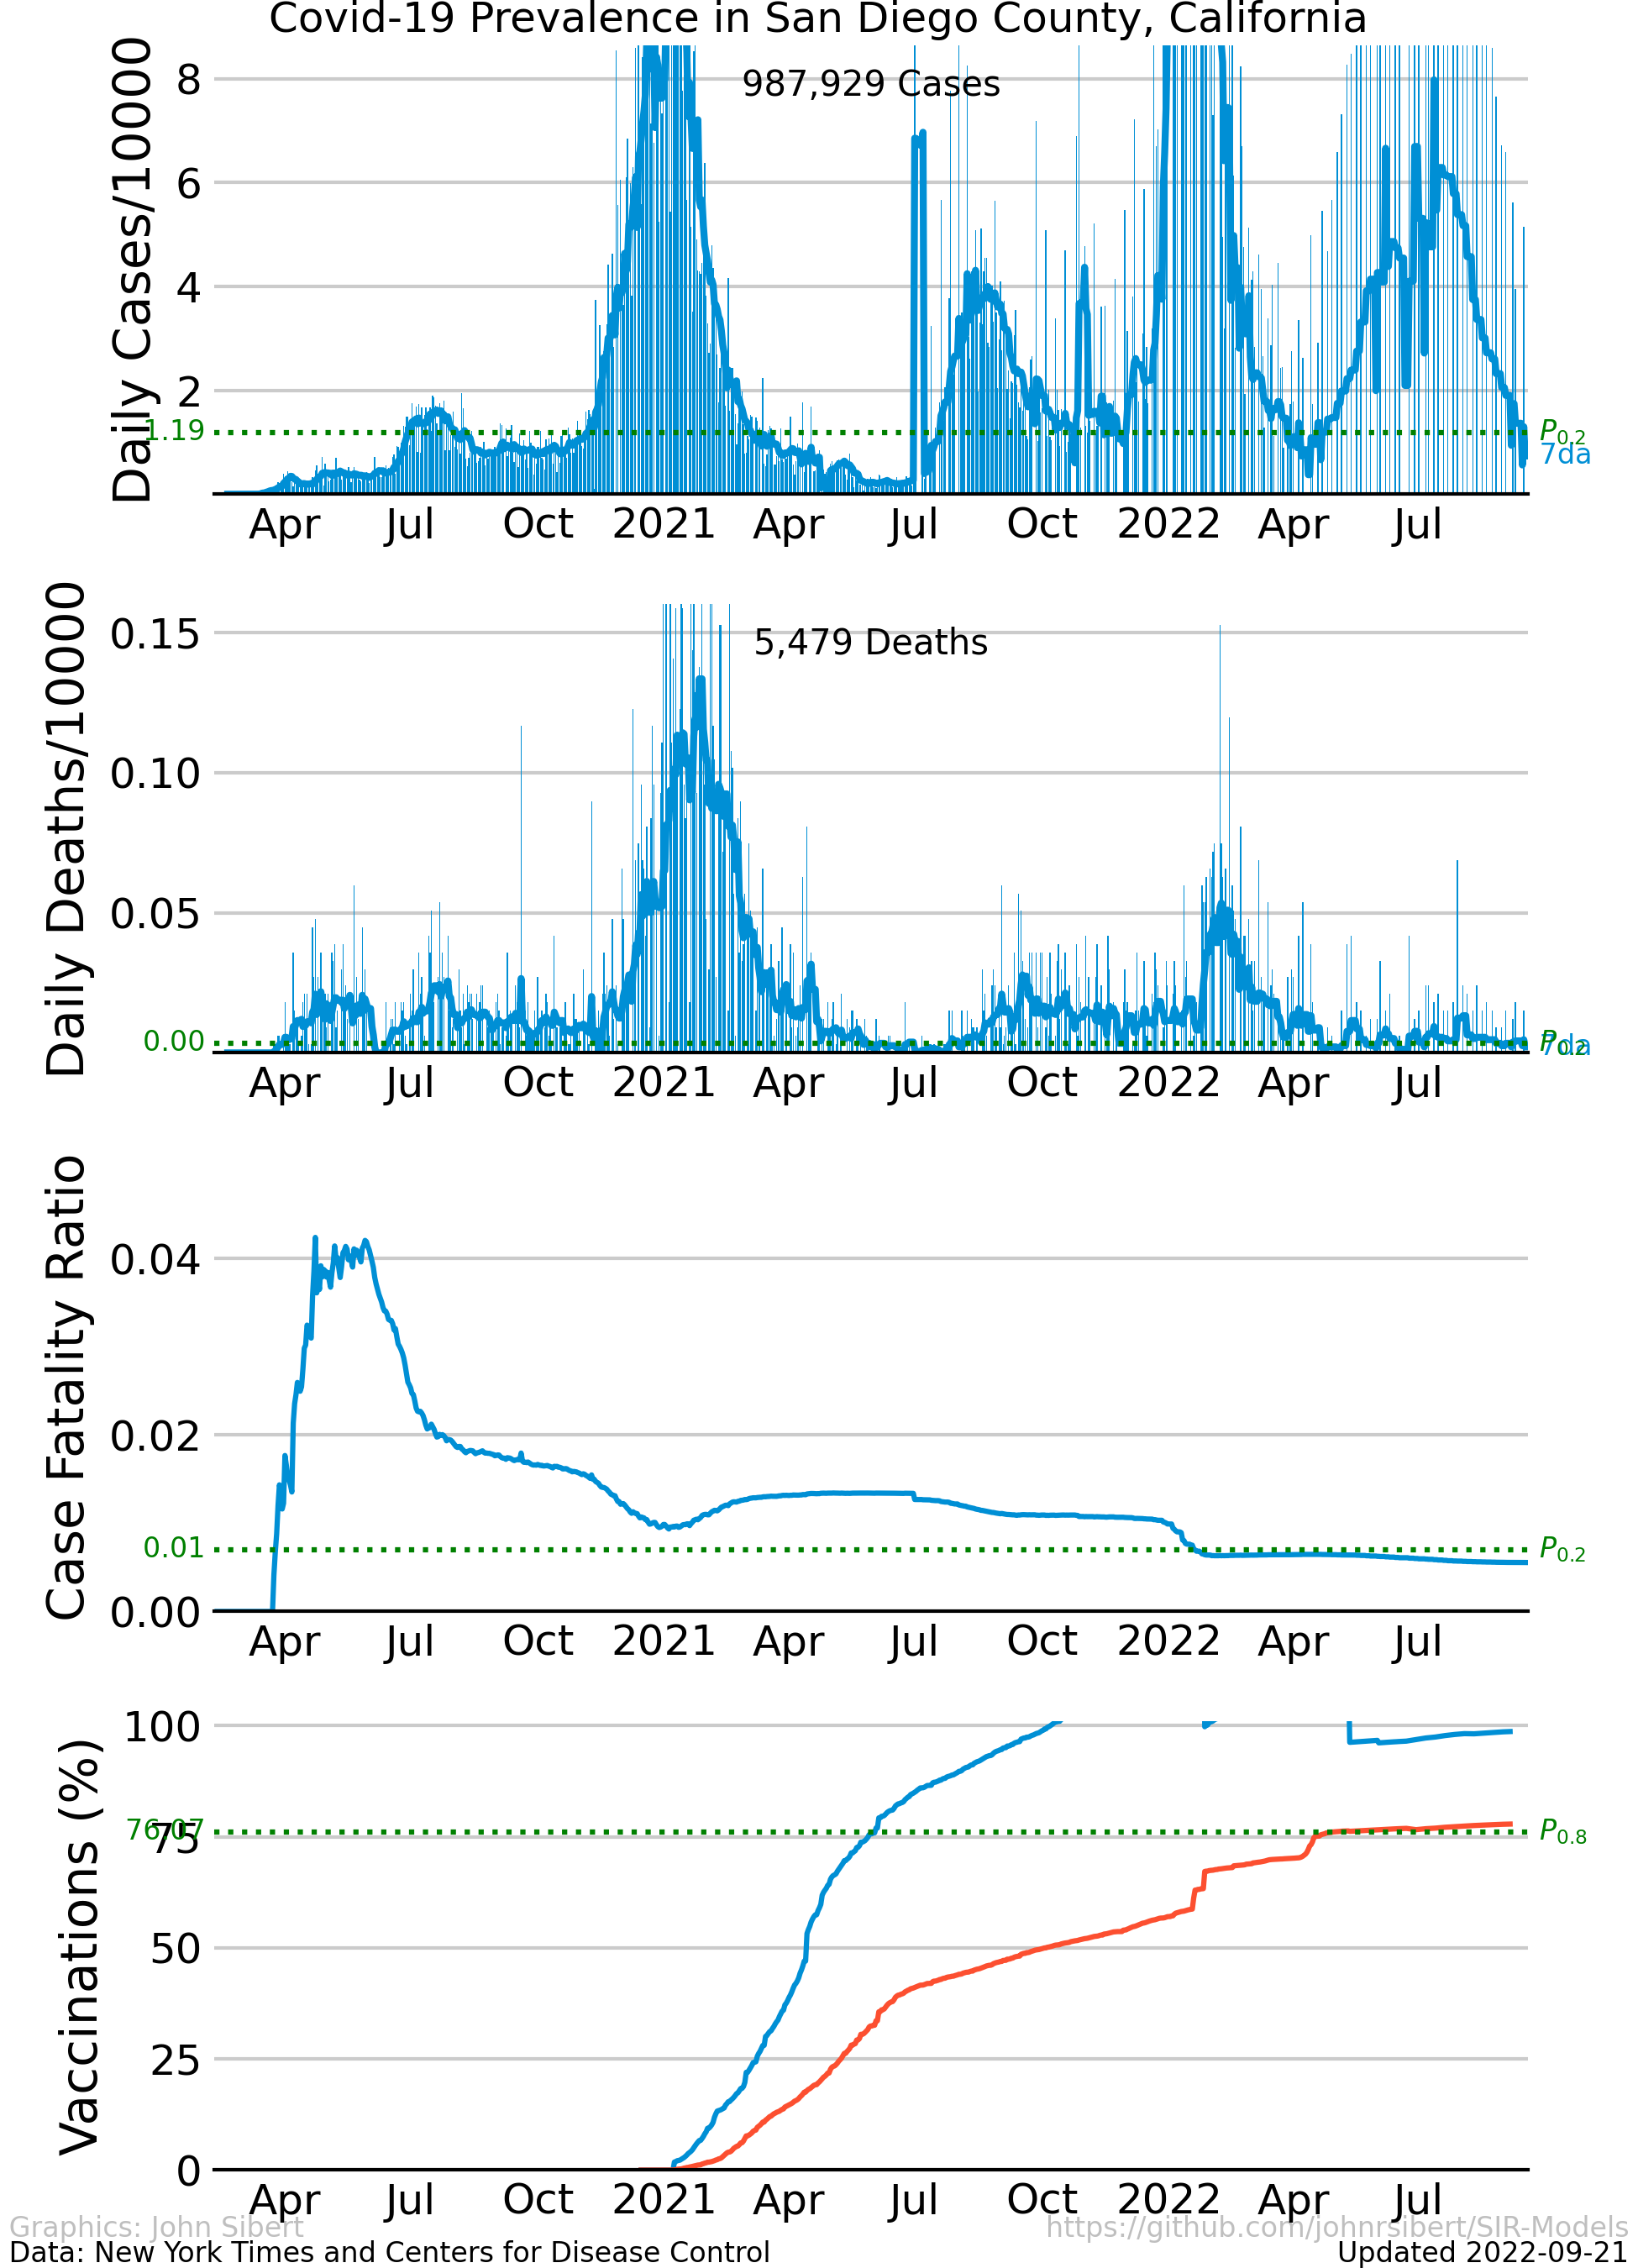 Covid-19 Prevalence in San Diego County, California
Daily Cases/10000
987,929 Cases
8
6
4
2
1.19
P0.2
7da
Apr Jul Oct 2021 Apr Jul Oct 2022 Apr Jul
Daily Deaths/10000
5,479 Deaths
0.15
0.10
0.05
0.00
P0.2
7da
Apr Jul Oct 2021 Apr Jul Oct 2022 Apr Jul
Case Fatality Ratio
0.04
0.02
0.01
P0.2
0.00
Apr Jul Oct 2021 Apr Jul Oct 2022 Apr Jul
Vaccinations (%)
100
76.07
75
P0.8
50
25
0
Apr Jul Oct 2021 Apr Jul Oct 2022 Apr Jul
Graphics: John Sibert https://github.com/johnrsibert/SIR-Models
Data: New York Times and Centers for Disease Control Updated 2022-09-21